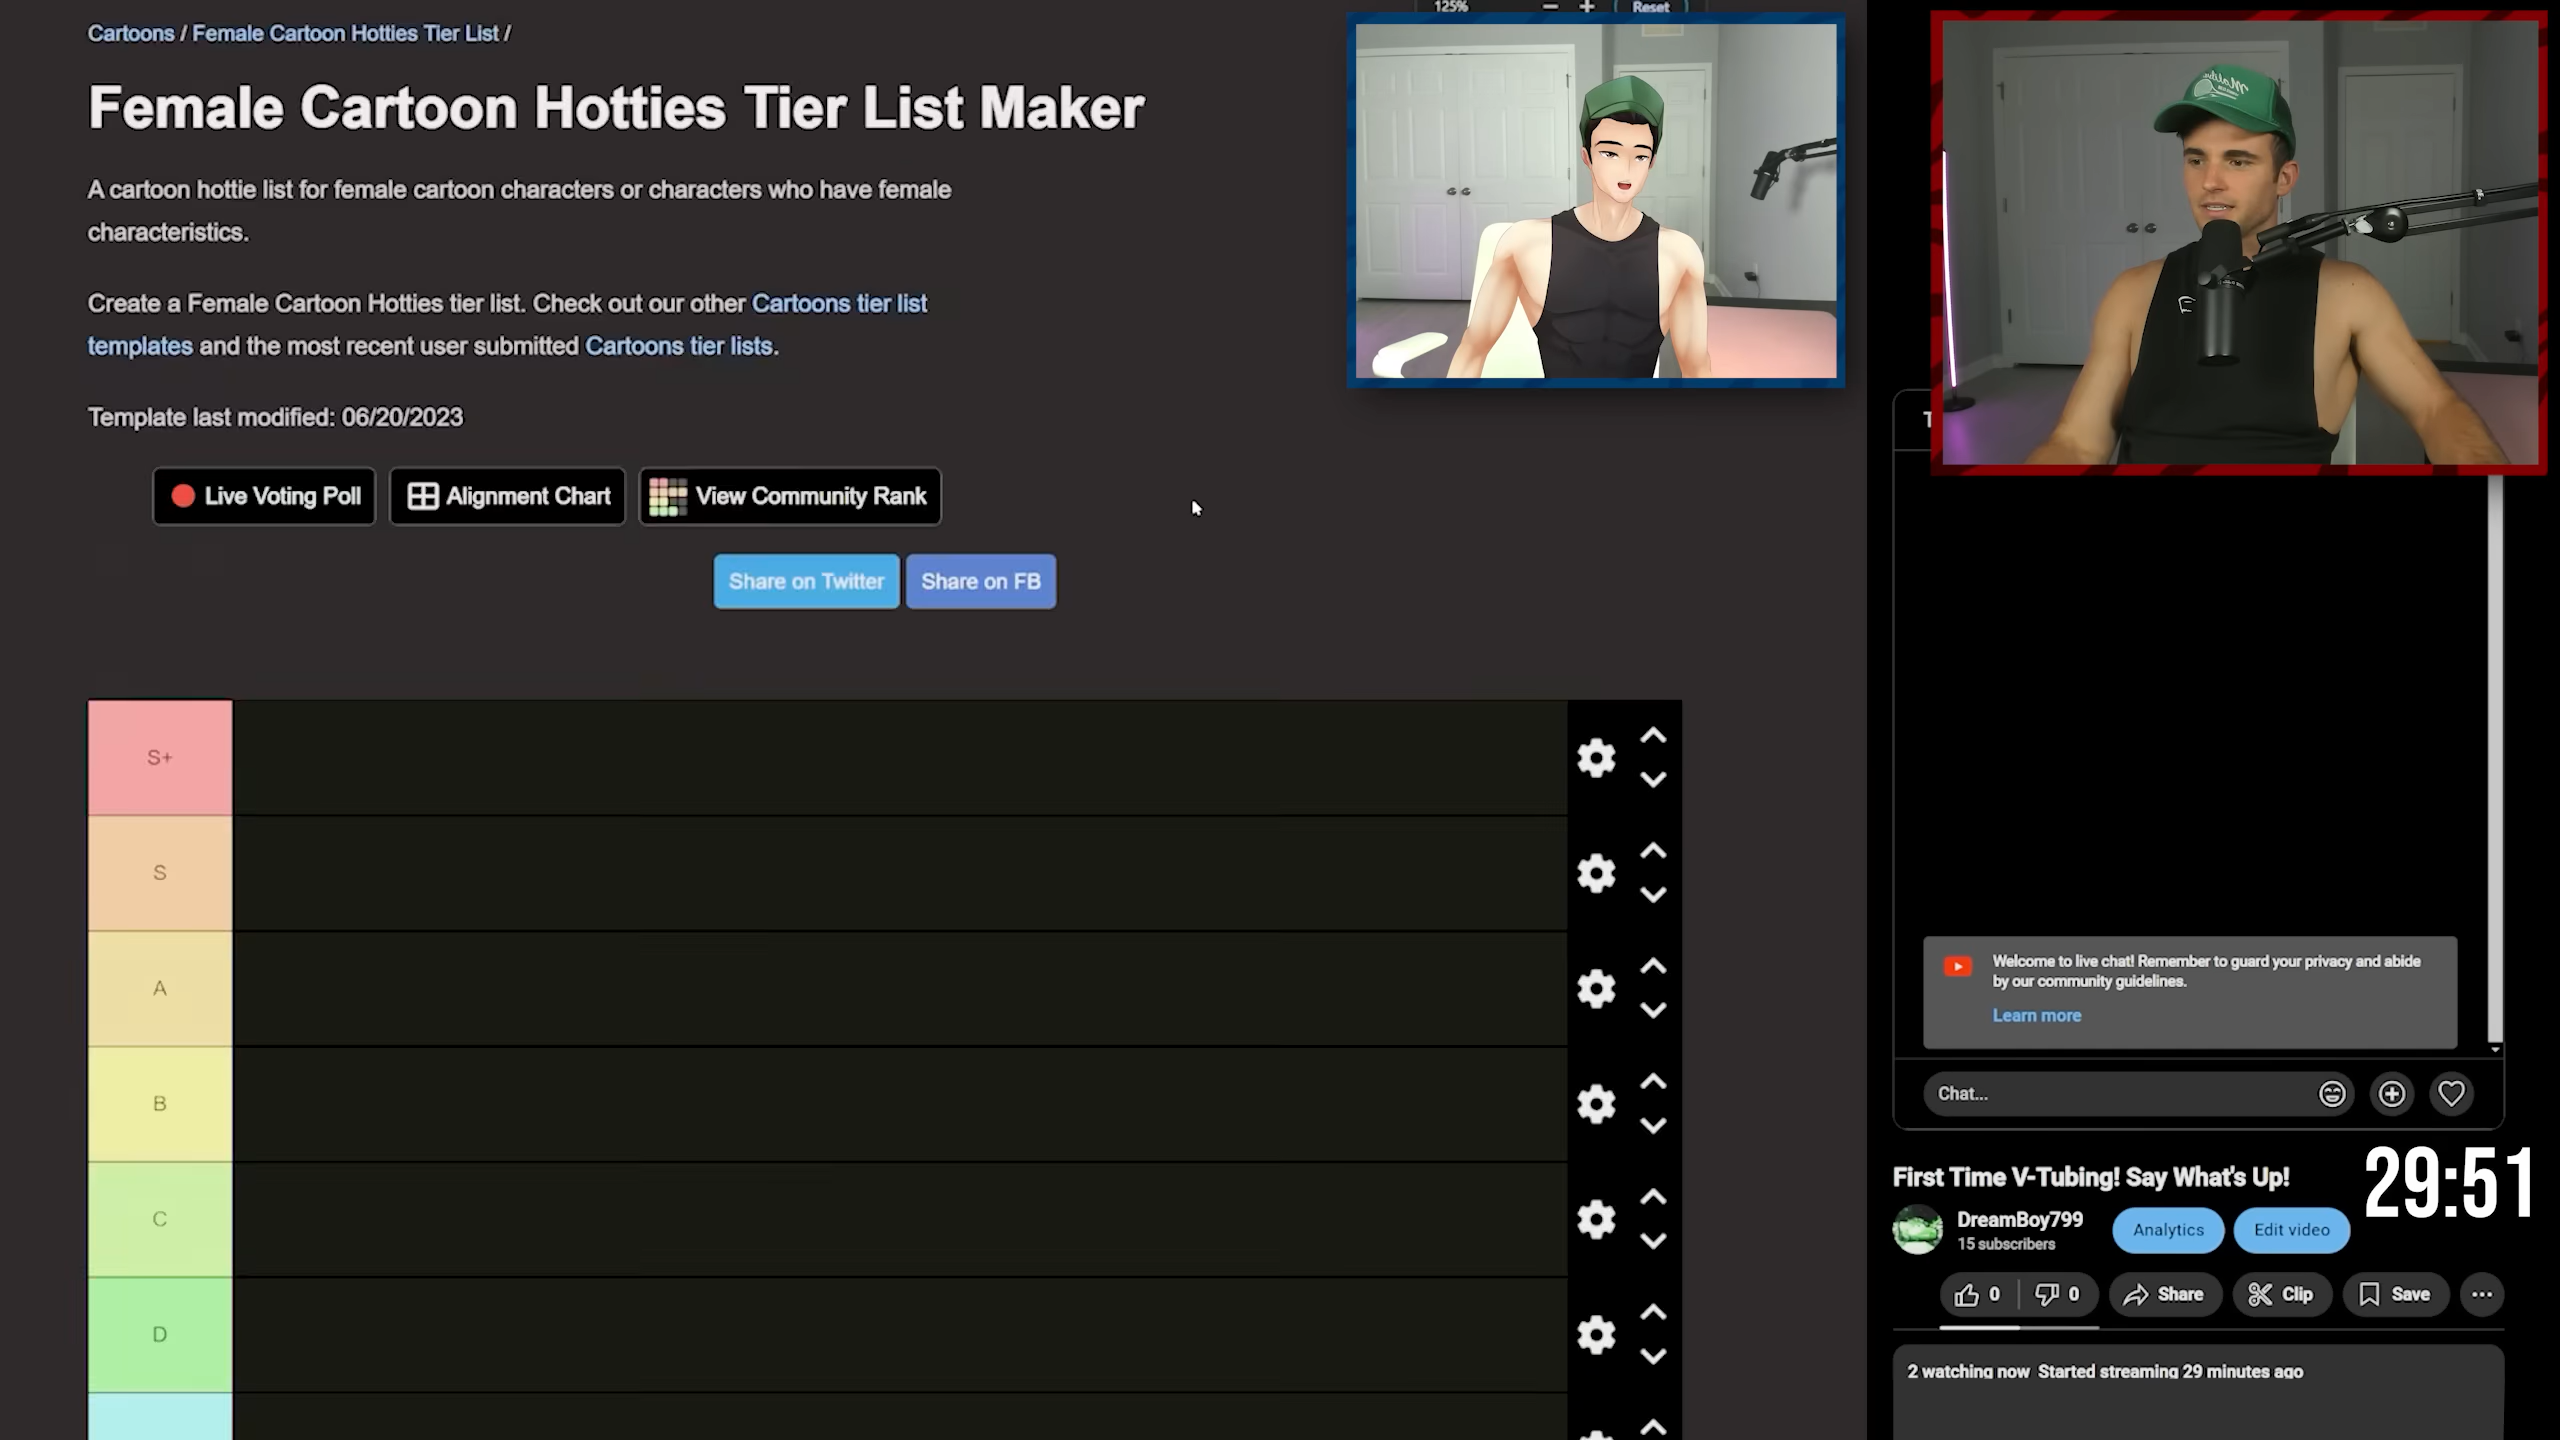 125%
Reset
Cartoons / Female Cartoon Hotties Tier List /
Female Cartoon Hotties Tier List Maker
A cartoon hottie list for female cartoon characters or characters who have female
characteristics.
Create a Female Cartoon Hotties tier list. Check out our other Cartoons tier list
templates and the most recent user submitted Cartoons tier lists.
Template last modified: 06/20/2023
Live Voting Poll
Alignment Chart
View Community Rank
Share on Twitter
Share on FB
S+
S
A
B
C
D
Welcome to live chat! Remember to guard your privacy and abide
by our community guidelines.
Learn more
Chat...
First Time V-Tubing! Say What's Up!
29:51
DreamBoy799
15 subscribers
Analytics
Edit video
0
0
Share
Clip
Save
2 watching now Started streaming 29 minutes ago